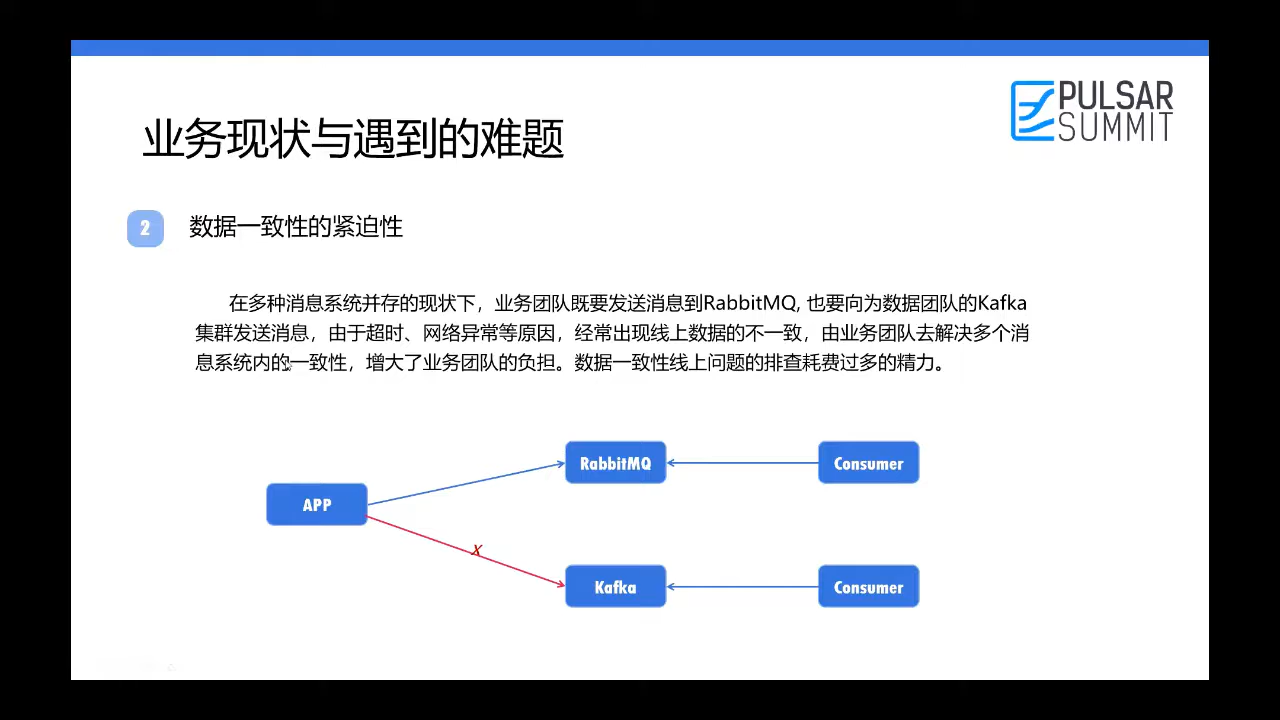 PULSAR
SUMMIT
业务现状与遇到的难题
2
数据一致性的紧迫性
在多种消息系统并存的现状下，业务团队既要发送消息到RabbitMQ, 也要向为数据团队的Kafka
集群发送消息，由于超时、网络异常等原因，经常出现线上数据的不一致，由业务团队去解决多个消
息系统内的一致性，增大了业务团队的负担。数据一致性线上问题的排查耗费过多的精力。
RabbitMQ
Consumer
APP
X
Kafka
Consumer